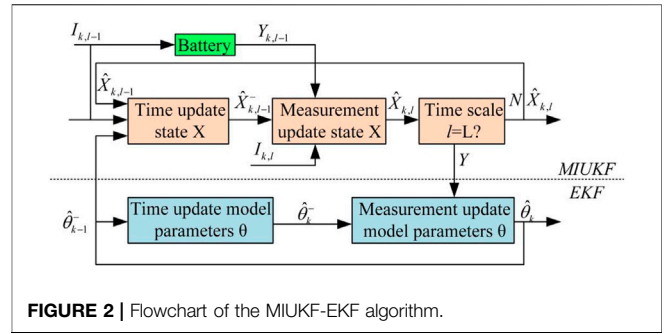 I_{k,l-1}
Battery
Y_{k,l-1}
X̂_{k,l-1}
Time update
state X
X̂^-_{k,l-1}
Measurement
update state X
X̂_{k,l}
Time scale
l=L?
N
X̂_{k,l}
I_{k,l}
Y
MIUKF
EKF
θ̂^-_{k-1}
Time update model
parameters θ
θ̂^-_k
Measurement update
model parameters θ
θ̂_k
FIGURE 2 | Flowchart of the MIUKF-EKF algorithm.